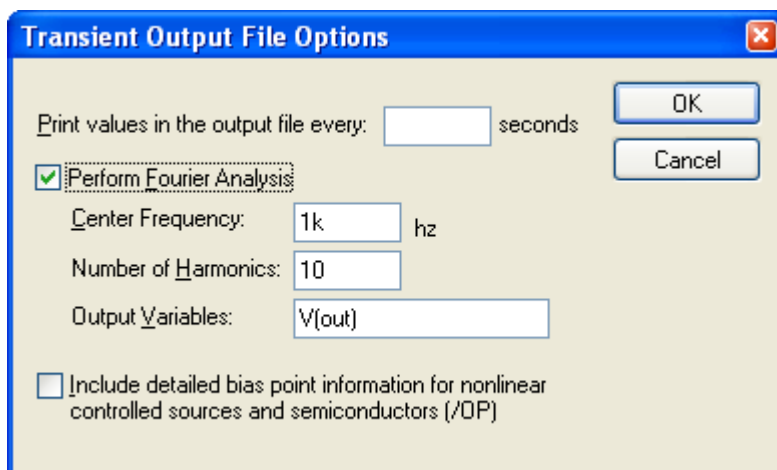 Transient Output File Options
Print values in the output file every: seconds
OK
Cancel
Perform Fourier Analysis
Center Frequency: 1k hz
Number of Harmonics: 10
Output Variables: V(out)
Include detailed bias point information for nonlinear
controlled sources and semiconductors (/OP)